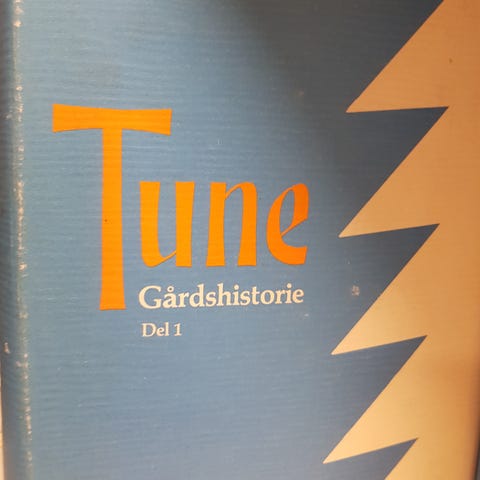 Tune
Gårdshistorie
Del 1